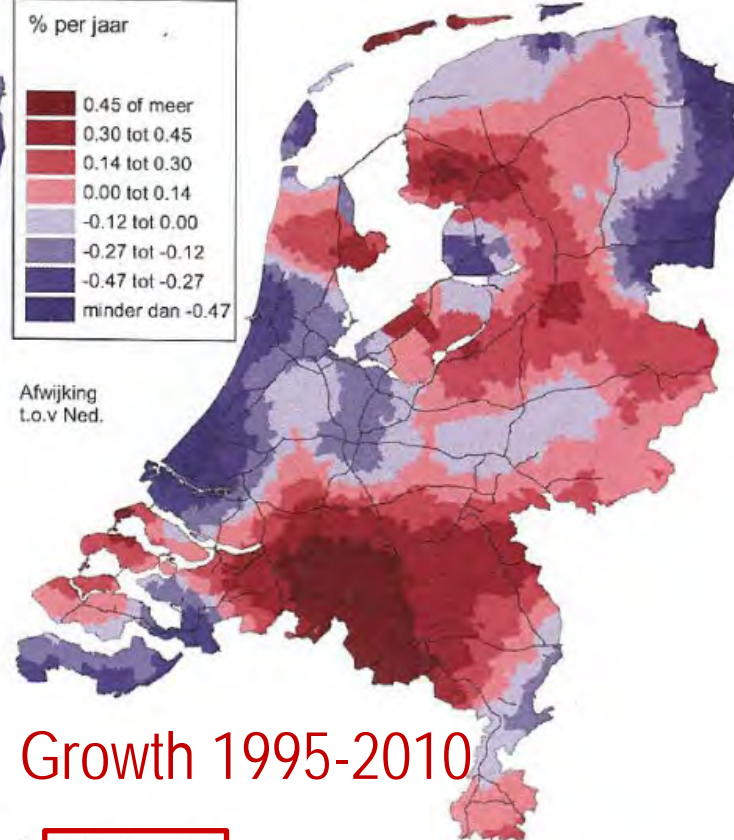 % per jaar
0.45 of meer
0.30 tot 0.45
0.14 tot 0.30
0.00 tot 0.14
-0.12 tot 0.00
-0.27 tot -0.12
-0.47 tot -0.27
minder dan -0.47
Afwijking
t.o.v Ned.
Growth 1995-2010